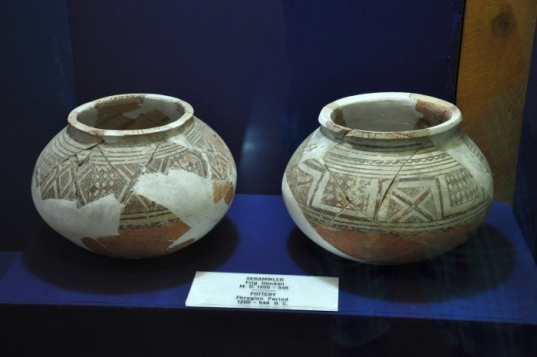 SERAMİKLER
Frig Dönemi
M. Ö. 1200 - 546
POTTERY
Phrygian Period
1200 - 546 B. C.